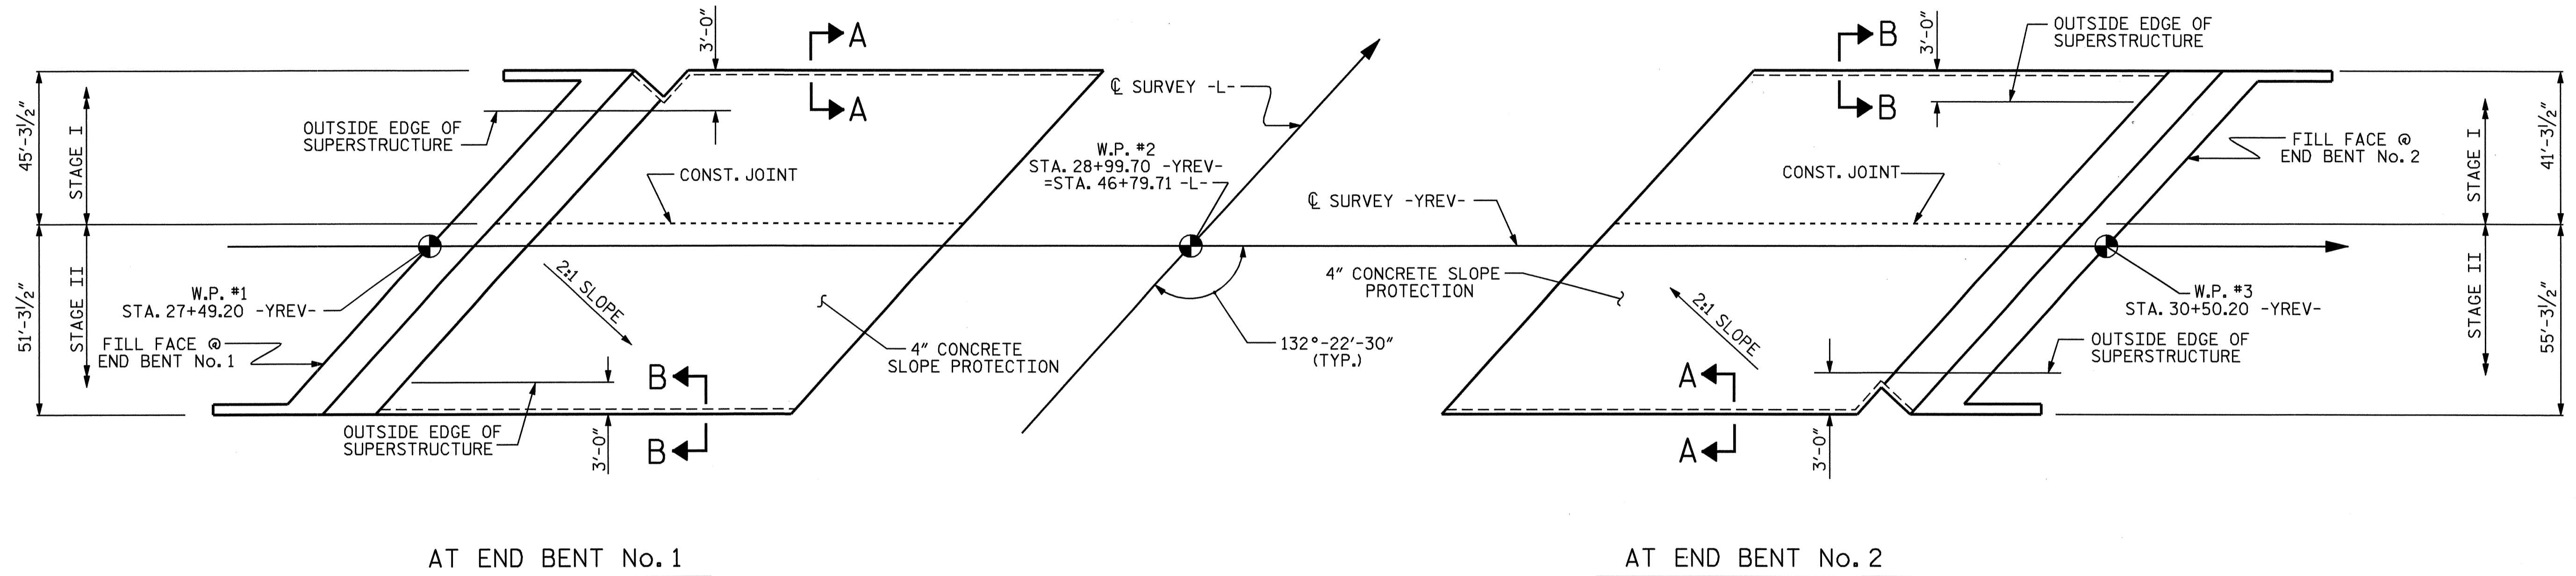 45'-3½"
STAGE I
51'-3½"
STAGE II
OUTSIDE EDGE OF
SUPERSTRUCTURE
3'-0"
A
A
CONST. JOINT
W.P. #1
STA. 27+49.20 -YREV-
FILL FACE @
END BENT No. 1
2:1 SLOPE
4" CONCRETE
SLOPE PROTECTION
OUTSIDE EDGE OF
SUPERSTRUCTURE
3'-0"
B
B
℄ SURVEY -L-
W.P. #2
STA. 28+99.70 -YREV-
=STA. 46+79.71 -L-
℄ SURVEY -YREV-
132°-22'-30"
(TYP.)
B
B
3'-0"
OUTSIDE EDGE OF
SUPERSTRUCTURE
CONST. JOINT
FILL FACE @
END BENT No. 2
STAGE I
41'-3½"
4" CONCRETE SLOPE
PROTECTION
2:1 SLOPE
W.P. #3
STA. 30+50.20 -YREV-
OUTSIDE EDGE OF
SUPERSTRUCTURE
STAGE II
55'-3½"
A
A
3'-0"
AT END BENT No. 1
AT END BENT No. 2